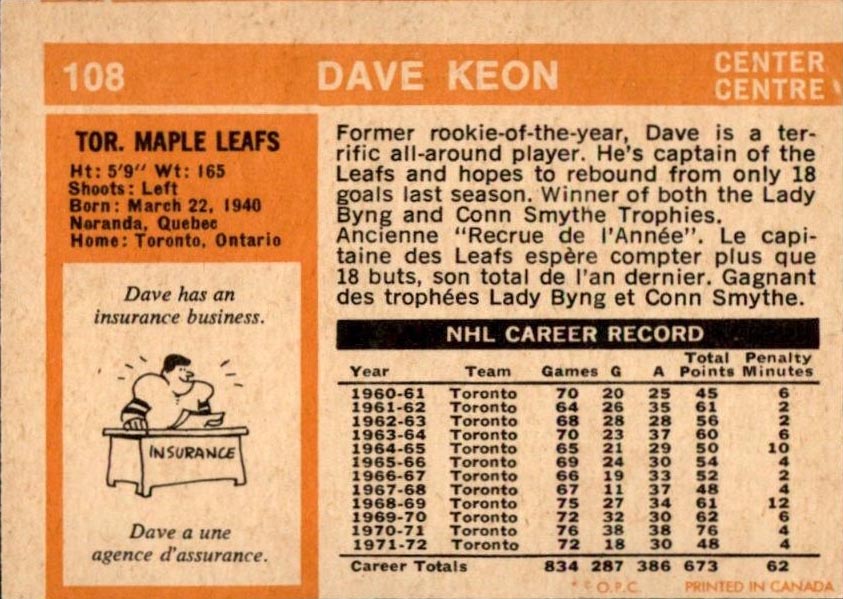 108 DAVE KEON CENTER
CENTRE
TOR. MAPLE LEAFS
Ht: 5'9" Wt: 165
Shoots: Left
Born: March 22, 1940
Noranda, Quebec
Home: Toronto, Ontario
Dave has an
insurance business.
INSURANCE
Dave a une
agence d'assurance.
Former rookie-of-the-year, Dave is a ter-
rific all-around player. He's captain of the
Leafs and hopes to rebound from only 18
goals last season. Winner of both the Lady
Byng and Conn Smythe Trophies.
Ancienne "Recrue de l'Année". Le capi-
taine des Leafs espère compter plus que
18 buts, son total de l'an dernier. Gagnant
des trophées Lady Byng et Conn Smythe.
NHL CAREER RECORD
Year Team Games G A Total Points Penalty Minutes
1960-61 Toronto 70 20 25 45 6
1961-62 Toronto 64 26 35 61 2
1962-63 Toronto 68 28 28 56 2
1963-64 Toronto 70 23 37 60 6
1964-65 Toronto 65 21 29 50 10
1965-66 Toronto 69 24 30 54 4
1966-67 Toronto 66 19 33 52 2
1967-68 Toronto 67 11 37 48 4
1968-69 Toronto 75 27 34 61 12
1969-70 Toronto 72 32 30 62 6
1970-71 Toronto 76 38 38 76 4
1971-72 Toronto 72 18 30 48 4
Career Totals 834 287 386 673 62
* © O.P.C. PRINTED IN CANADA